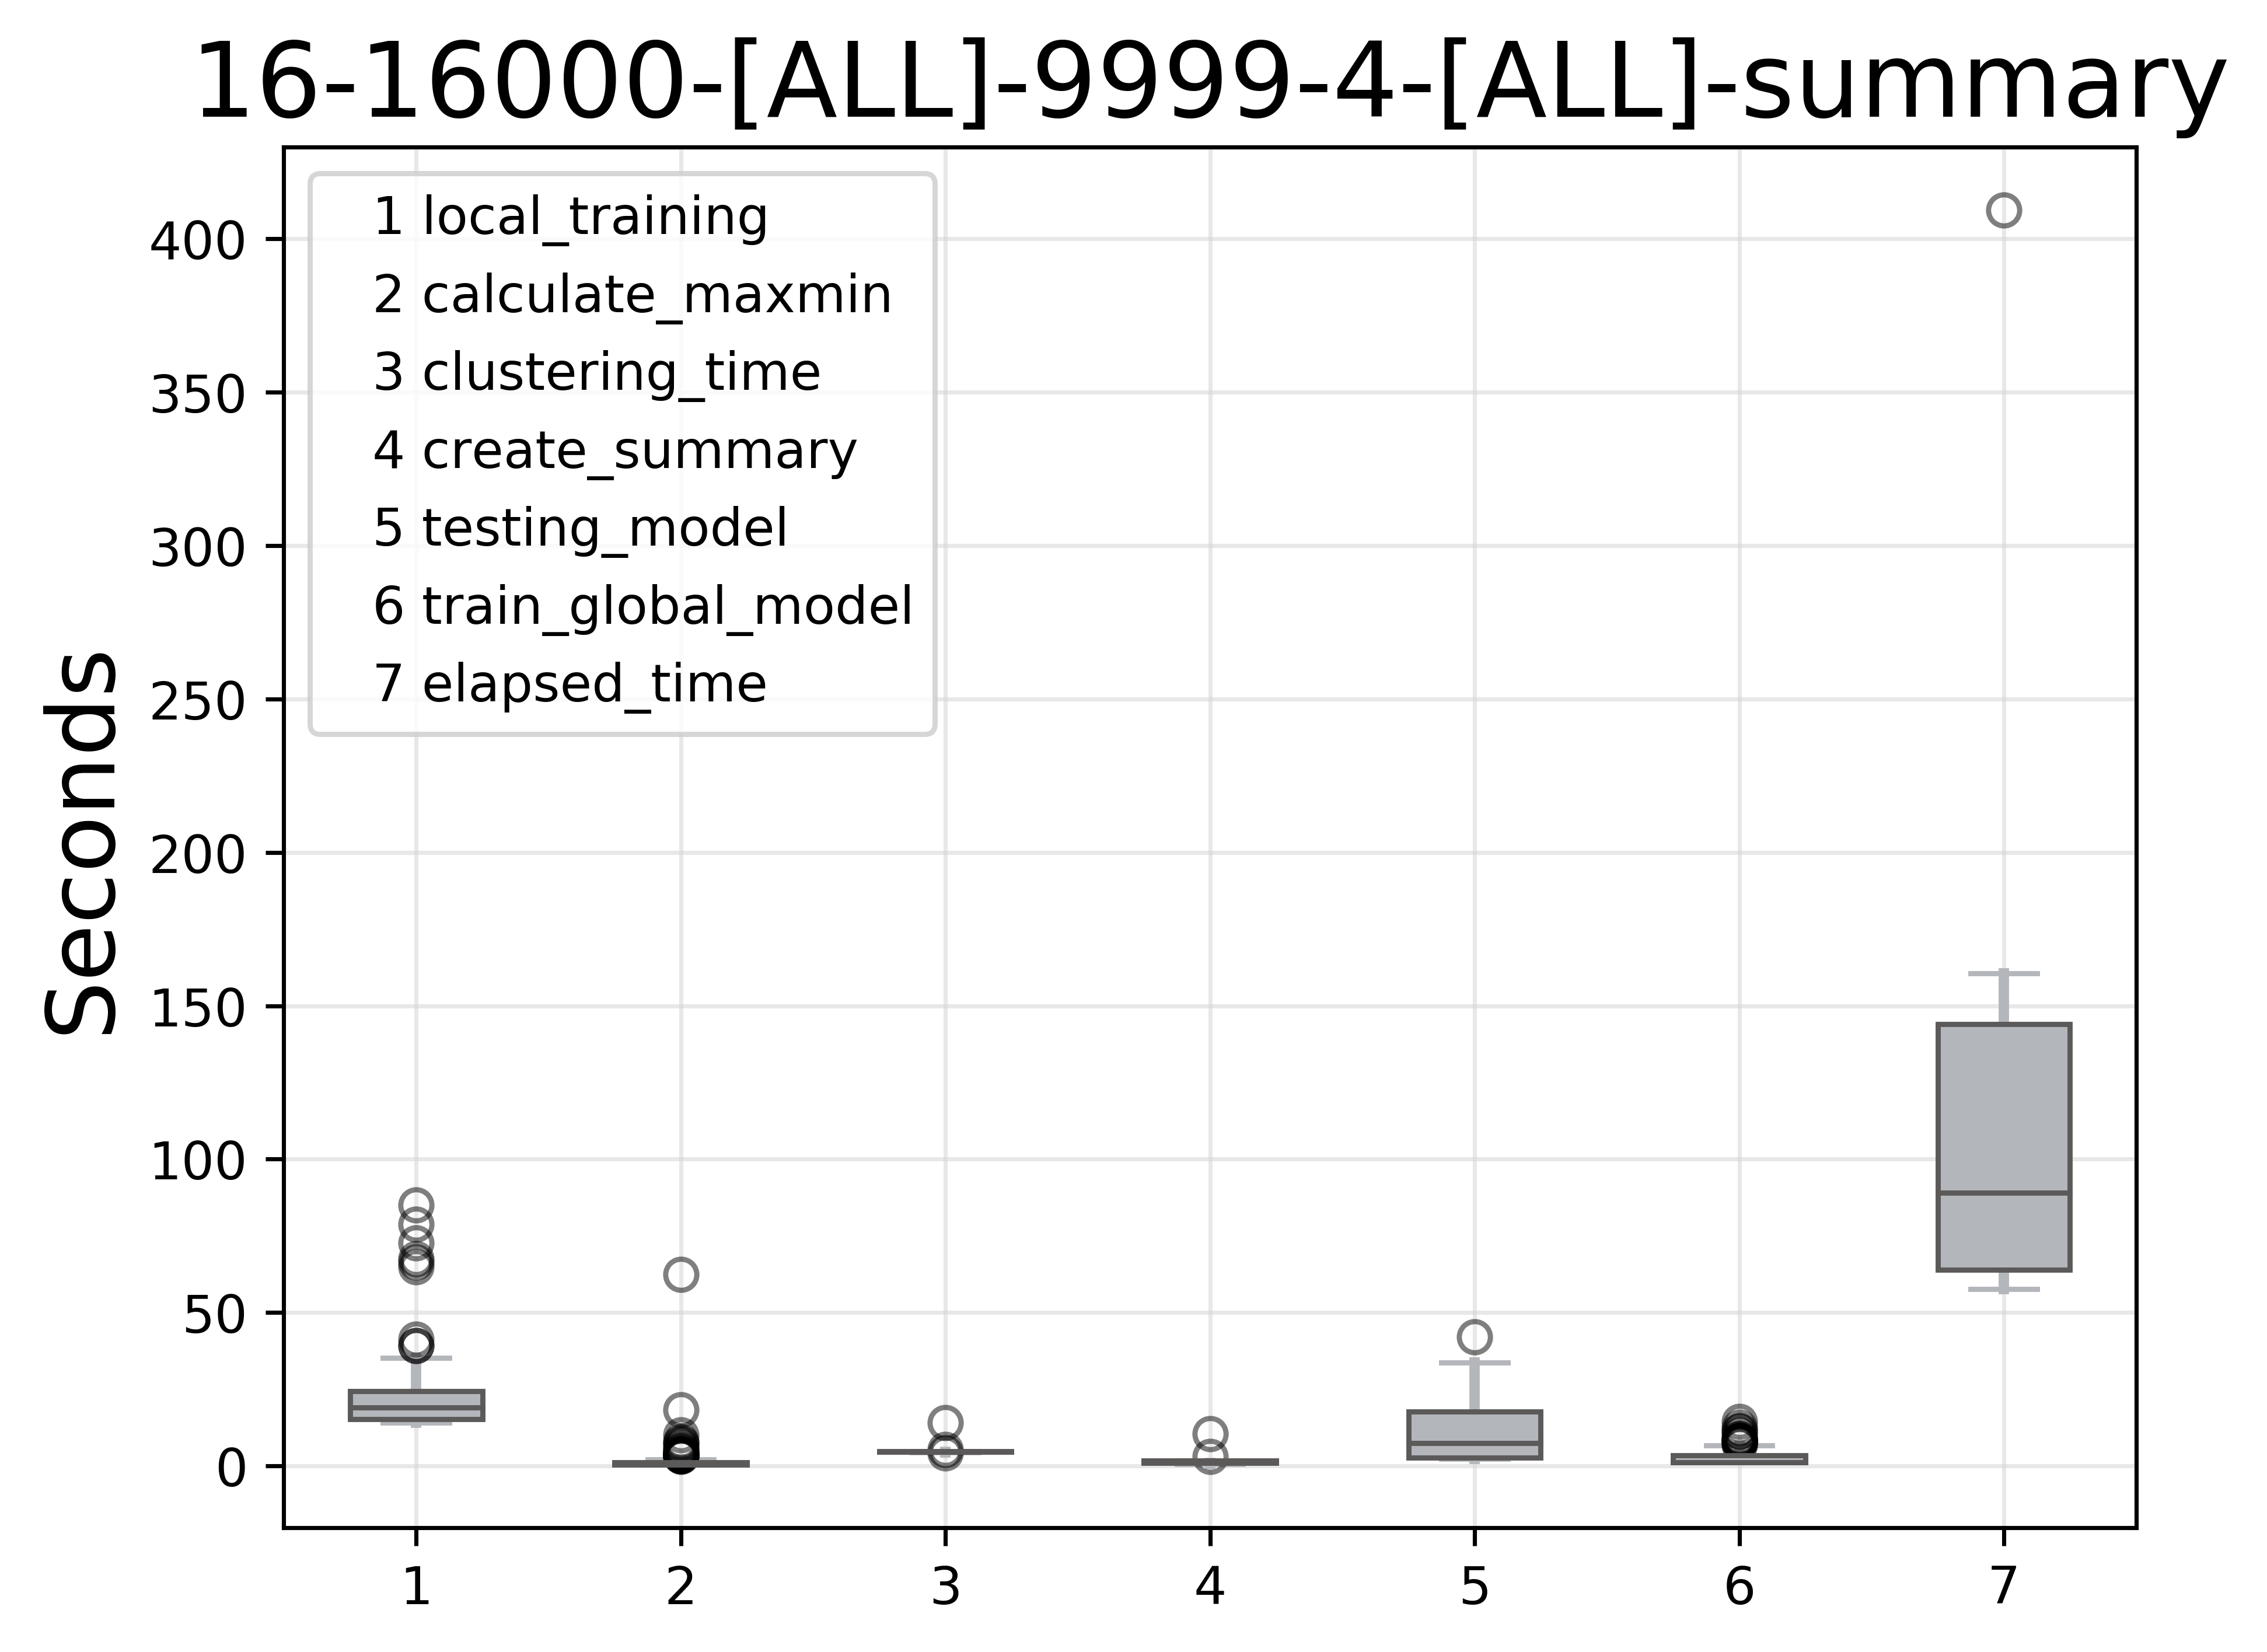 16-16000-[ALL]-9999-4-[ALL]-summary
Seconds
400
350
300
250
200
150
100
50
0
1 local_training
2 calculate_maxmin
3 clustering_time
4 create_summary
5 testing_model
6 train_global_model
7 elapsed_time
1 2 3 4 5 6 7